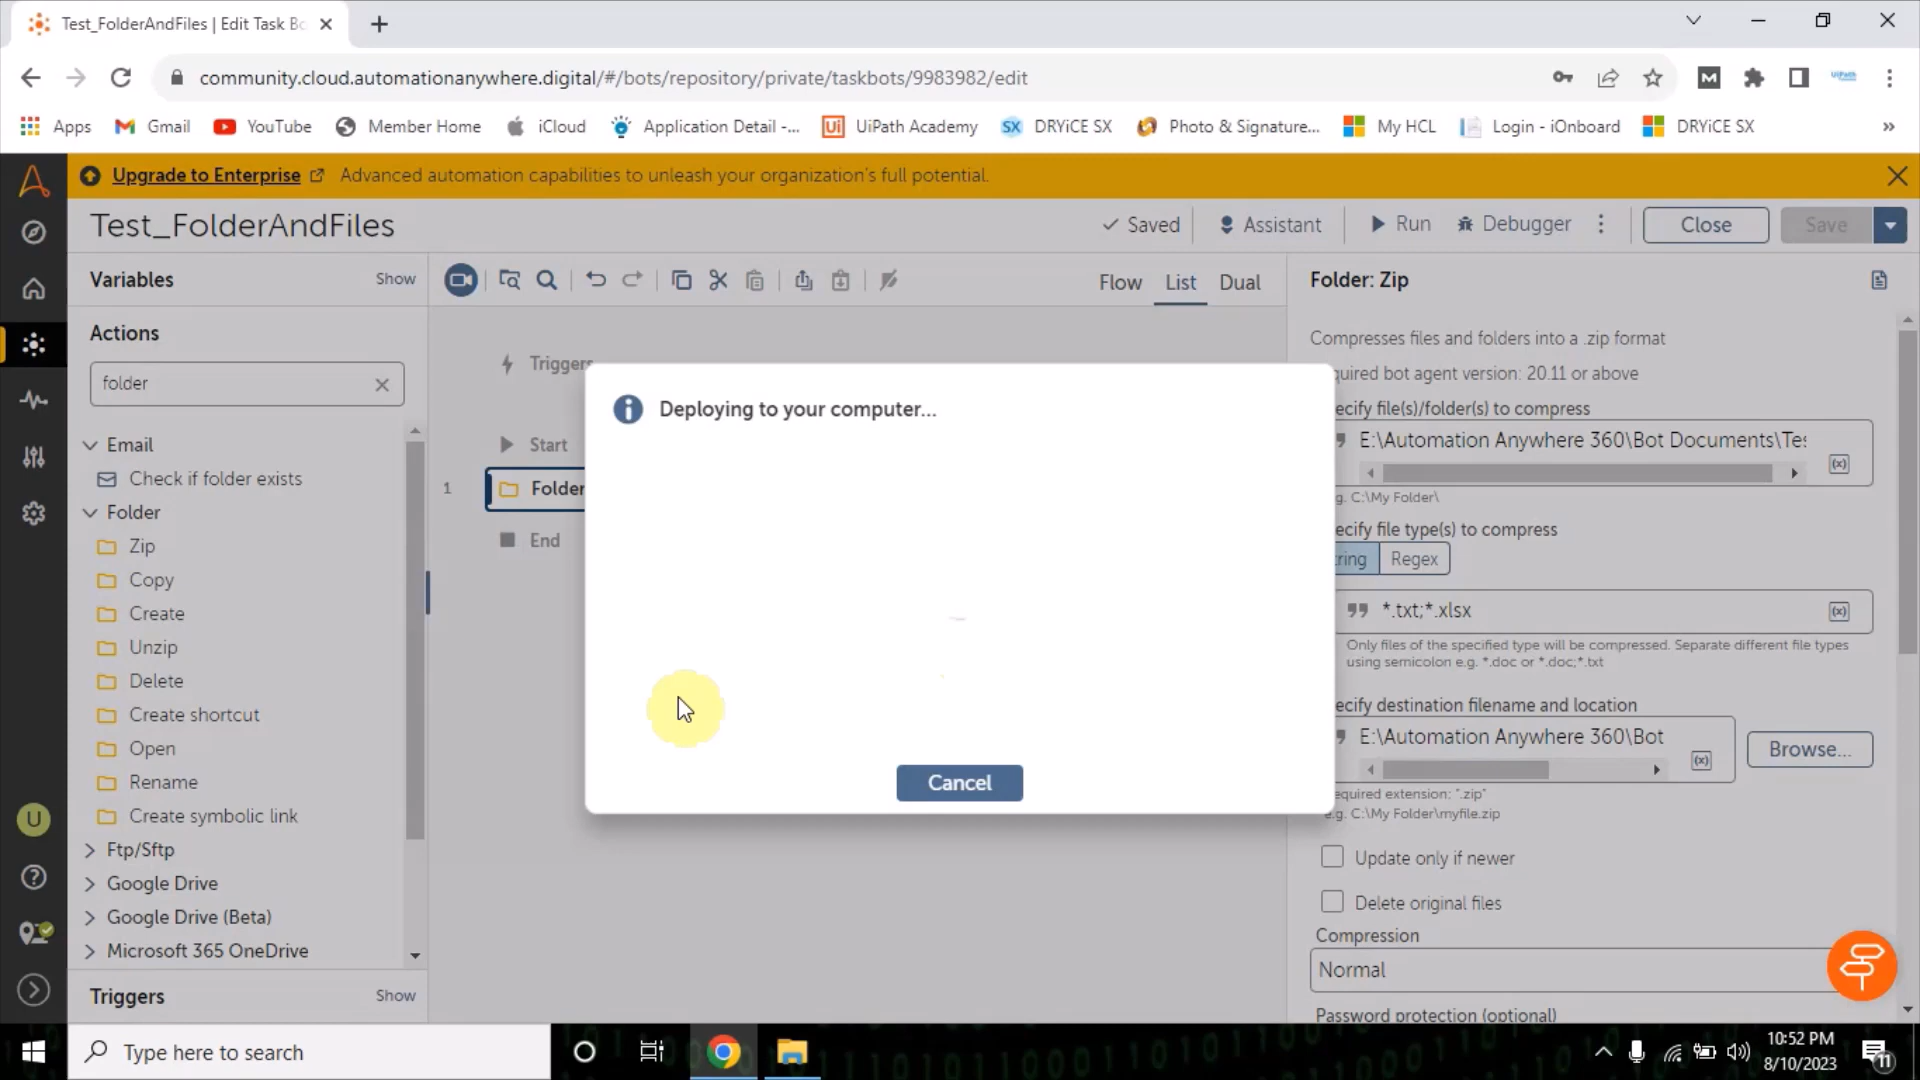 Test_FolderAndFiles | Edit Task Bo
community.cloud.automationanywhere.digital/#/bots/repository/private/taskbots/9983982/edit
M
UiPath
Apps
Gmail
YouTube
Member Home
iCloud
Application Detail -...
Ui UiPath Academy
SX DRYiCE SX
Photo & Signature...
My HCL
Login - iOnboard
DRYiCE SX
»
Upgrade to Enterprise Advanced automation capabilities to unleash your organization's full potential.
Test_FolderAndFiles
Saved
Assistant
Run
Debugger
Close
Save
Variables
Show
Flow
List
Dual
Folder: Zip
Actions
folder
Email
Check if folder exists
Folder
Zip
Copy
Create
Unzip
Delete
Create shortcut
Open
Rename
Create symbolic link
Ftp/Sftp
Google Drive
Google Drive (Beta)
Microsoft 365 OneDrive
Triggers
Show
Triggers
Start
1
Folder
End
Deploying to your computer...
Cancel
Compresses files and folders into a .zip format
quired bot agent version: 20.11 or above
ecify file(s)/folder(s) to compress
E:\Automation Anywhere 360\Bot Documents\Tes
(x)
g. C:\My Folder\
ecify file type(s) to compress
ring
Regex
*.txt;*.xlsx
(x)
Only files of the specified type will be compressed. Separate different file types
using semicolon e.g. *.doc or *.doc;*.txt
ecify destination filename and location
E:\Automation Anywhere 360\Bot
(x)
Browse...
equired extension: ".zip"
e.g. C:\My Folder\myfile.zip
Update only if newer
Delete original files
Compression
Normal
Password protection (optional)
U
Type here to search
10:52 PM
8/10/2023
11